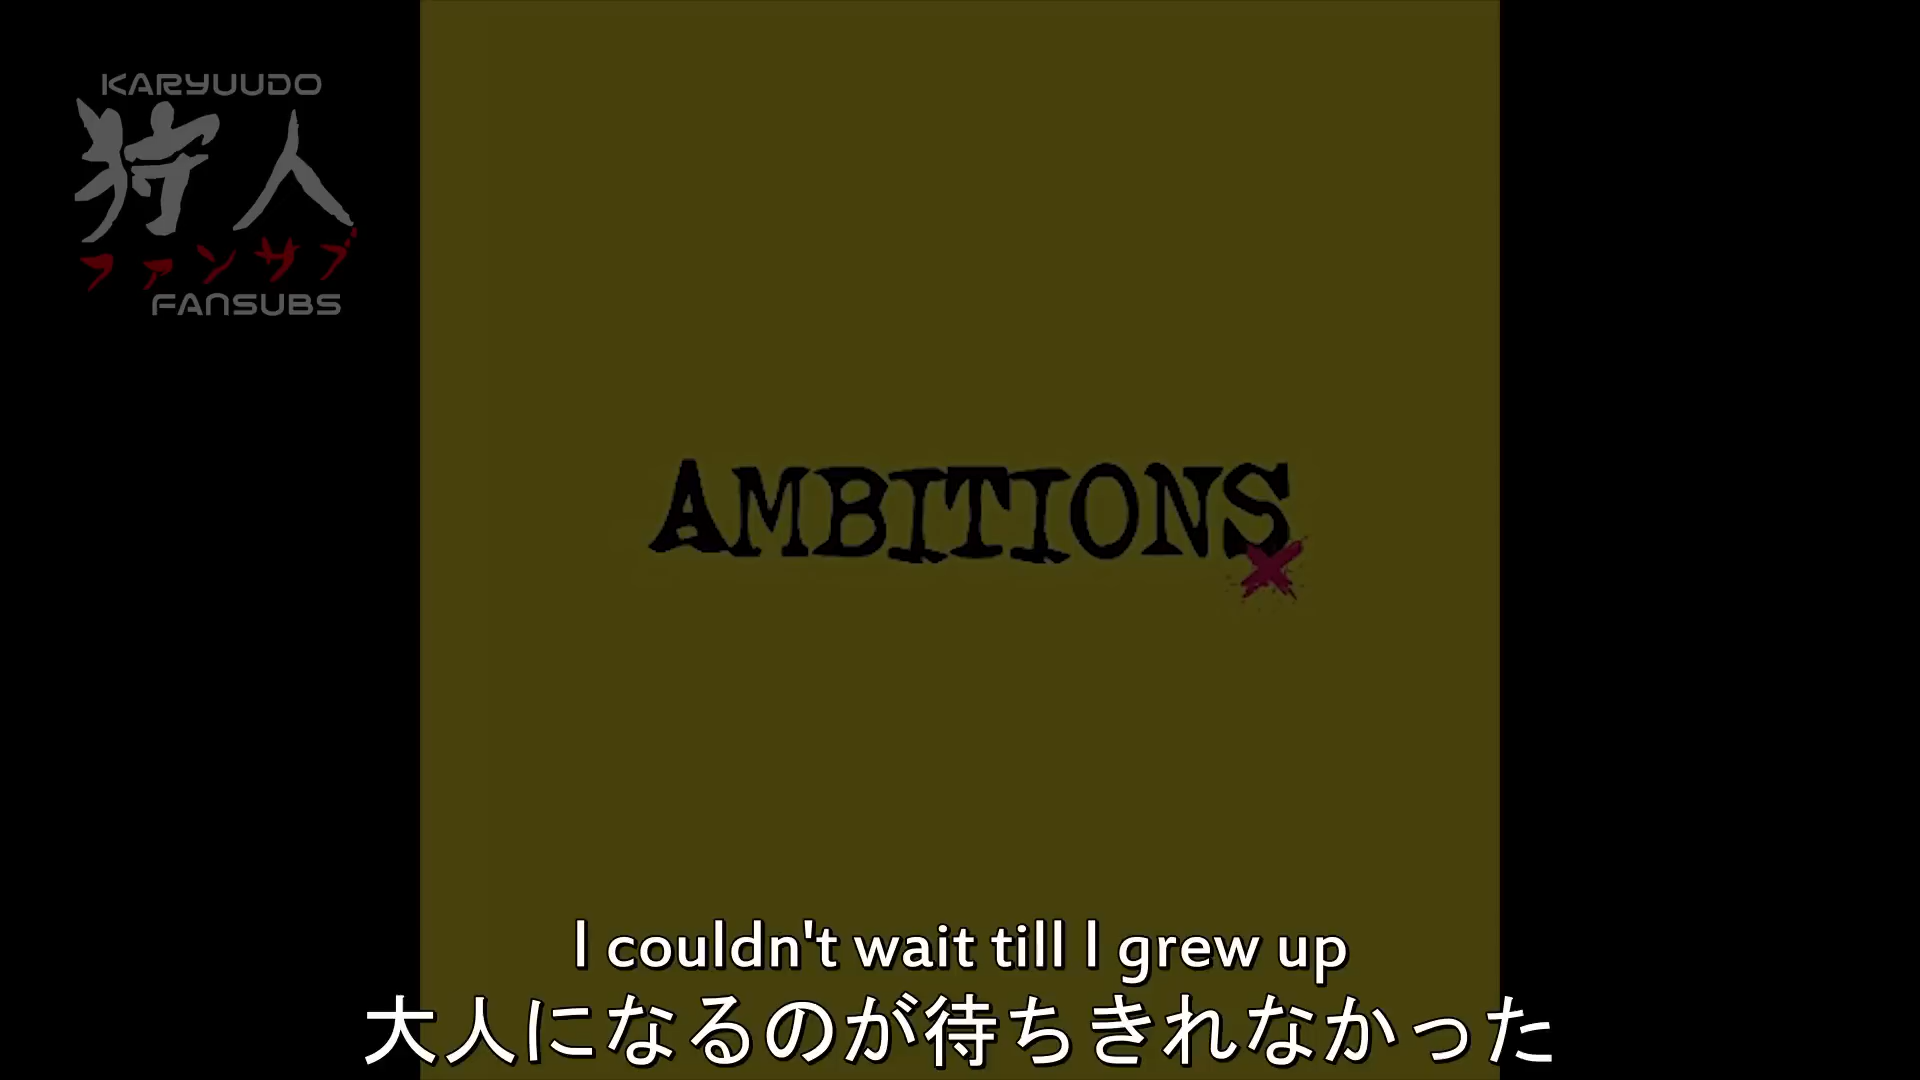 KARYUUDO
狩人
ファンサブ
FANSUBS
AMBITIONS
I couldn't wait till I grew up
大人になるのが待ちきれなかった